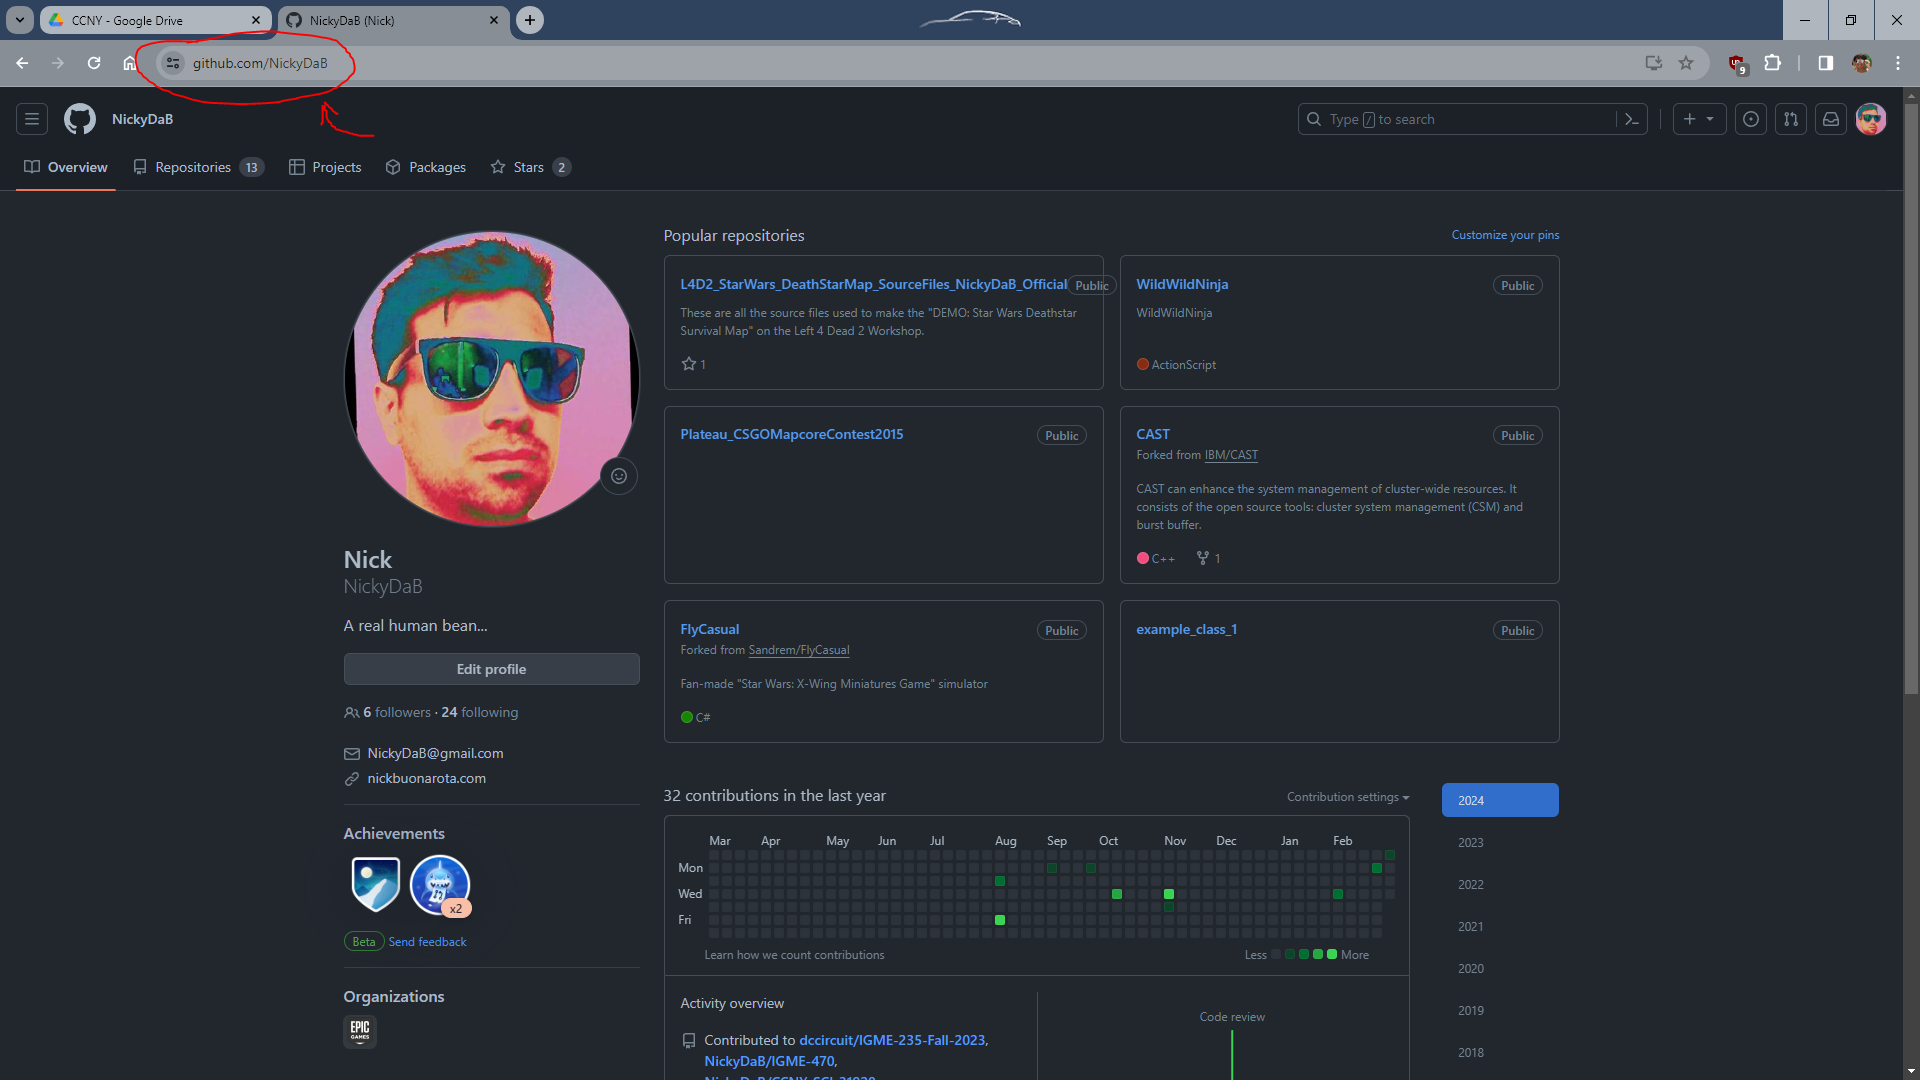 CCNY - Google Drive
NickyDaB (Nick)
github.com/NickyDaB
9
NickyDaB
Type / to search
Overview
Repositories 13
Projects
Packages
Stars 2
Popular repositories
Customize your pins
L4D2_StarWars_DeathStarMap_SourceFiles_NickyDaB_Official Public
These are all the source files used to make the "DEMO: Star Wars Deathstar
Survival Map" on the Left 4 Dead 2 Workshop.
1
WildWildNinja Public
WildWildNinja
ActionScript
Plateau_CSGOMapcoreContest2015 Public
CAST Public
Forked from IBM/CAST
CAST can enhance the system management of cluster-wide resources. It
consists of the open source tools: cluster system management (CSM) and
burst buffer.
C++ 1
FlyCasual Public
Forked from Sandrem/FlyCasual
Fan-made "Star Wars: X-Wing Miniatures Game" simulator
C#
example_class_1 Public
Nick
NickyDaB
A real human bean...
Edit profile
6 followers · 24 following
NickyDaB@gmail.com
nickbuonarota.com
Achievements
x2
Beta Send feedback
Organizations
EPIC
GAMES
32 contributions in the last year
Contribution settings
Mar Apr May Jun Jul Aug Sep Oct Nov Dec Jan Feb
Mon
Wed
Fri
Learn how we count contributions
Less More
Activity overview
Contributed to dccircuit/IGME-235-Fall-2023,
NickyDaB/IGME-470,
Code review
2024
2023
2022
2021
2020
2019
2018